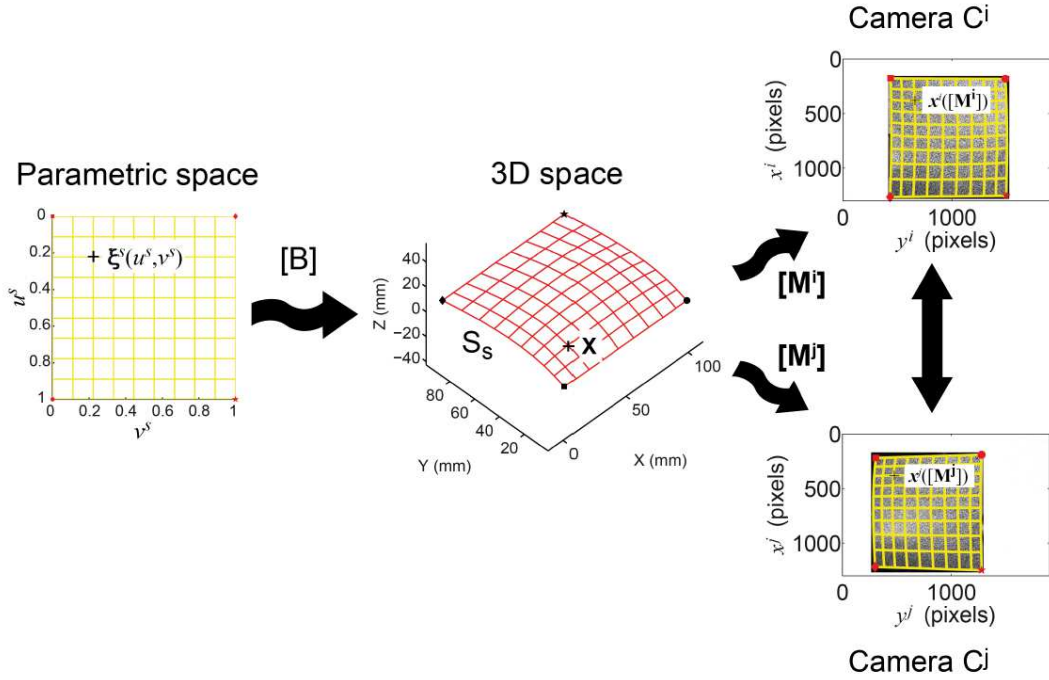 Camera Cⁱ
0
500
1000
xⁱ (pixels)
xⁱ([Mⁱ])
0
1000
yⁱ (pixels)
Parametric space
0
0.2
0.4
0.6
0.8
1
uˢ
+ ξˢ(uˢ,vˢ)
0
0.2
0.4
0.6
0.8
1
vˢ
[B]
3D space
40
20
0
−20
−40
Z (mm)
Sₛ
+ X
80
60
40
20
Y (mm)
0
50
100
X (mm)
[Mⁱ]
[Mʲ]
0
500
1000
xʲ (pixels)
xʲ([Mʲ])
0
1000
yʲ (pixels)
Camera Cʲ